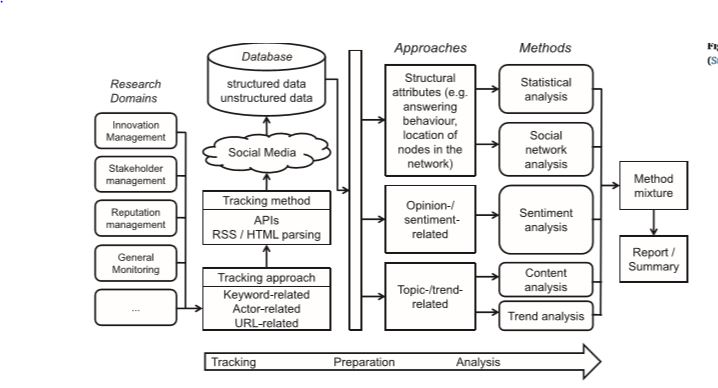 Database
structured data
unstructured data
Social Media
Research
Domains
Innovation
Management
Stakeholder
management
Reputation
management
General
Monitoring
...
Tracking method
APIs
RSS / HTML parsing
Tracking approach
Keyword-related
Actor-related
URL-related
Approaches
Structural
attributes (e.g.
answering
behaviour,
location of
nodes in the
network)
Opinion-/
sentiment-
related
Topic-/trend-
related
Methods
Statistical
analysis
Social
network
analysis
Sentiment
analysis
Content
analysis
Trend analysis
Method
mixture
Report /
Summary
Tracking Preparation Analysis